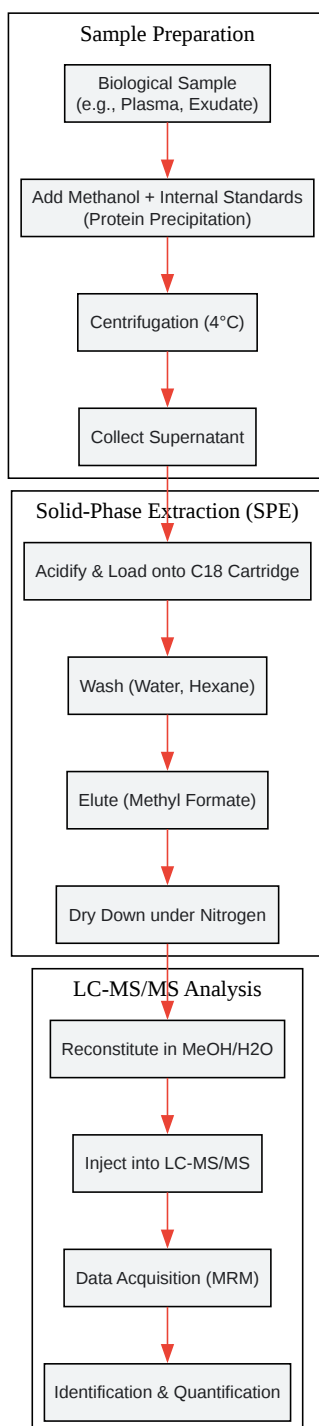 Sample Preparation
Biological Sample
(e.g., Plasma, Exudate)
Add Methanol + Internal Standards
(Protein Precipitation)
Centrifugation (4°C)
Collect Supernatant
Solid-Phase Extraction (SPE)
Acidify & Load onto C18 Cartridge
Wash (Water, Hexane)
Elute (Methyl Formate)
Dry Down under Nitrogen
LC-MS/MS Analysis
Reconstitute in MeOH/H2O
Inject into LC-MS/MS
Data Acquisition (MRM)
Identification & Quantification